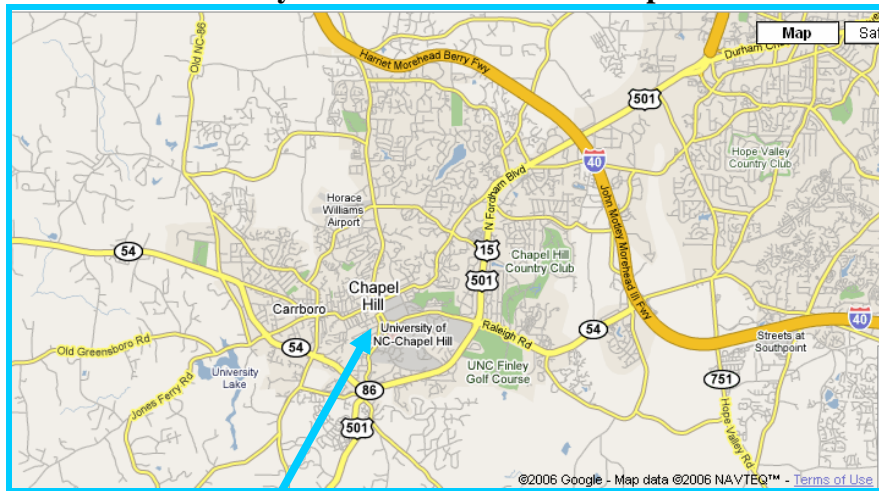 Map
Sat
Old NC-86
Harriet Morehead Berry Fwy
501
40
Hope Valley
Country Club
John Motley Morehead III Fwy
Horace
Williams
Airport
N Fordham Blvd
15
501
Chapel Hill
Country Club
54
Chapel
Hill
Carrboro
University of
NC-Chapel Hill
Raleigh Rd
54
40
Old Greensboro Rd
54
University
Lake
UNC Finley
Golf Course
Streets at
Southpoint
Jones Ferry Rd
86
751
Hope Valley Rd
501
©2006 Google - Map data ©2006 NAVTEQ™ - Terms of Use